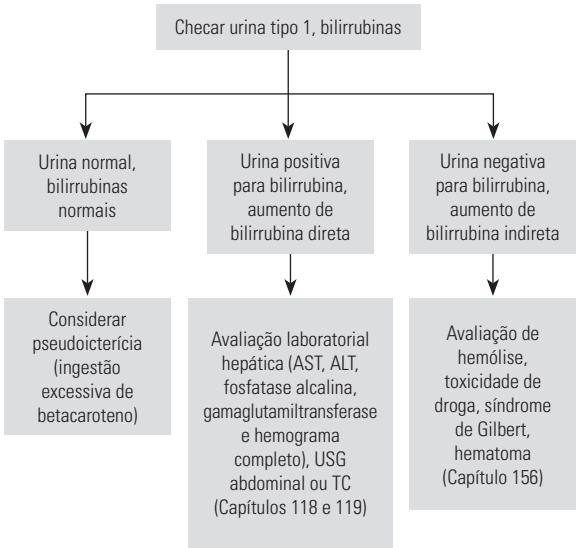 Checar urina tipo 1, bilirrubinas
Urina normal,
bilirrubinas
normais
Urina positiva
para bilirrubina,
aumento de
bilirrubina direta
Urina negativa
para bilirrubina,
aumento de
bilirrubina indireta
Considerar
pseudoicterícia
(ingestão
excessiva de
betacaroteno)
Avaliação laboratorial
hepática (AST, ALT,
fosfatase alcalina,
gamaglutamiltransferase
e hemograma
completo), USG
abdominal ou TC
(Capítulos 118 e 119)
Avaliação de
hemólise,
toxicidade de
droga, síndrome
de Gilbert,
hematoma
(Capítulo 156)